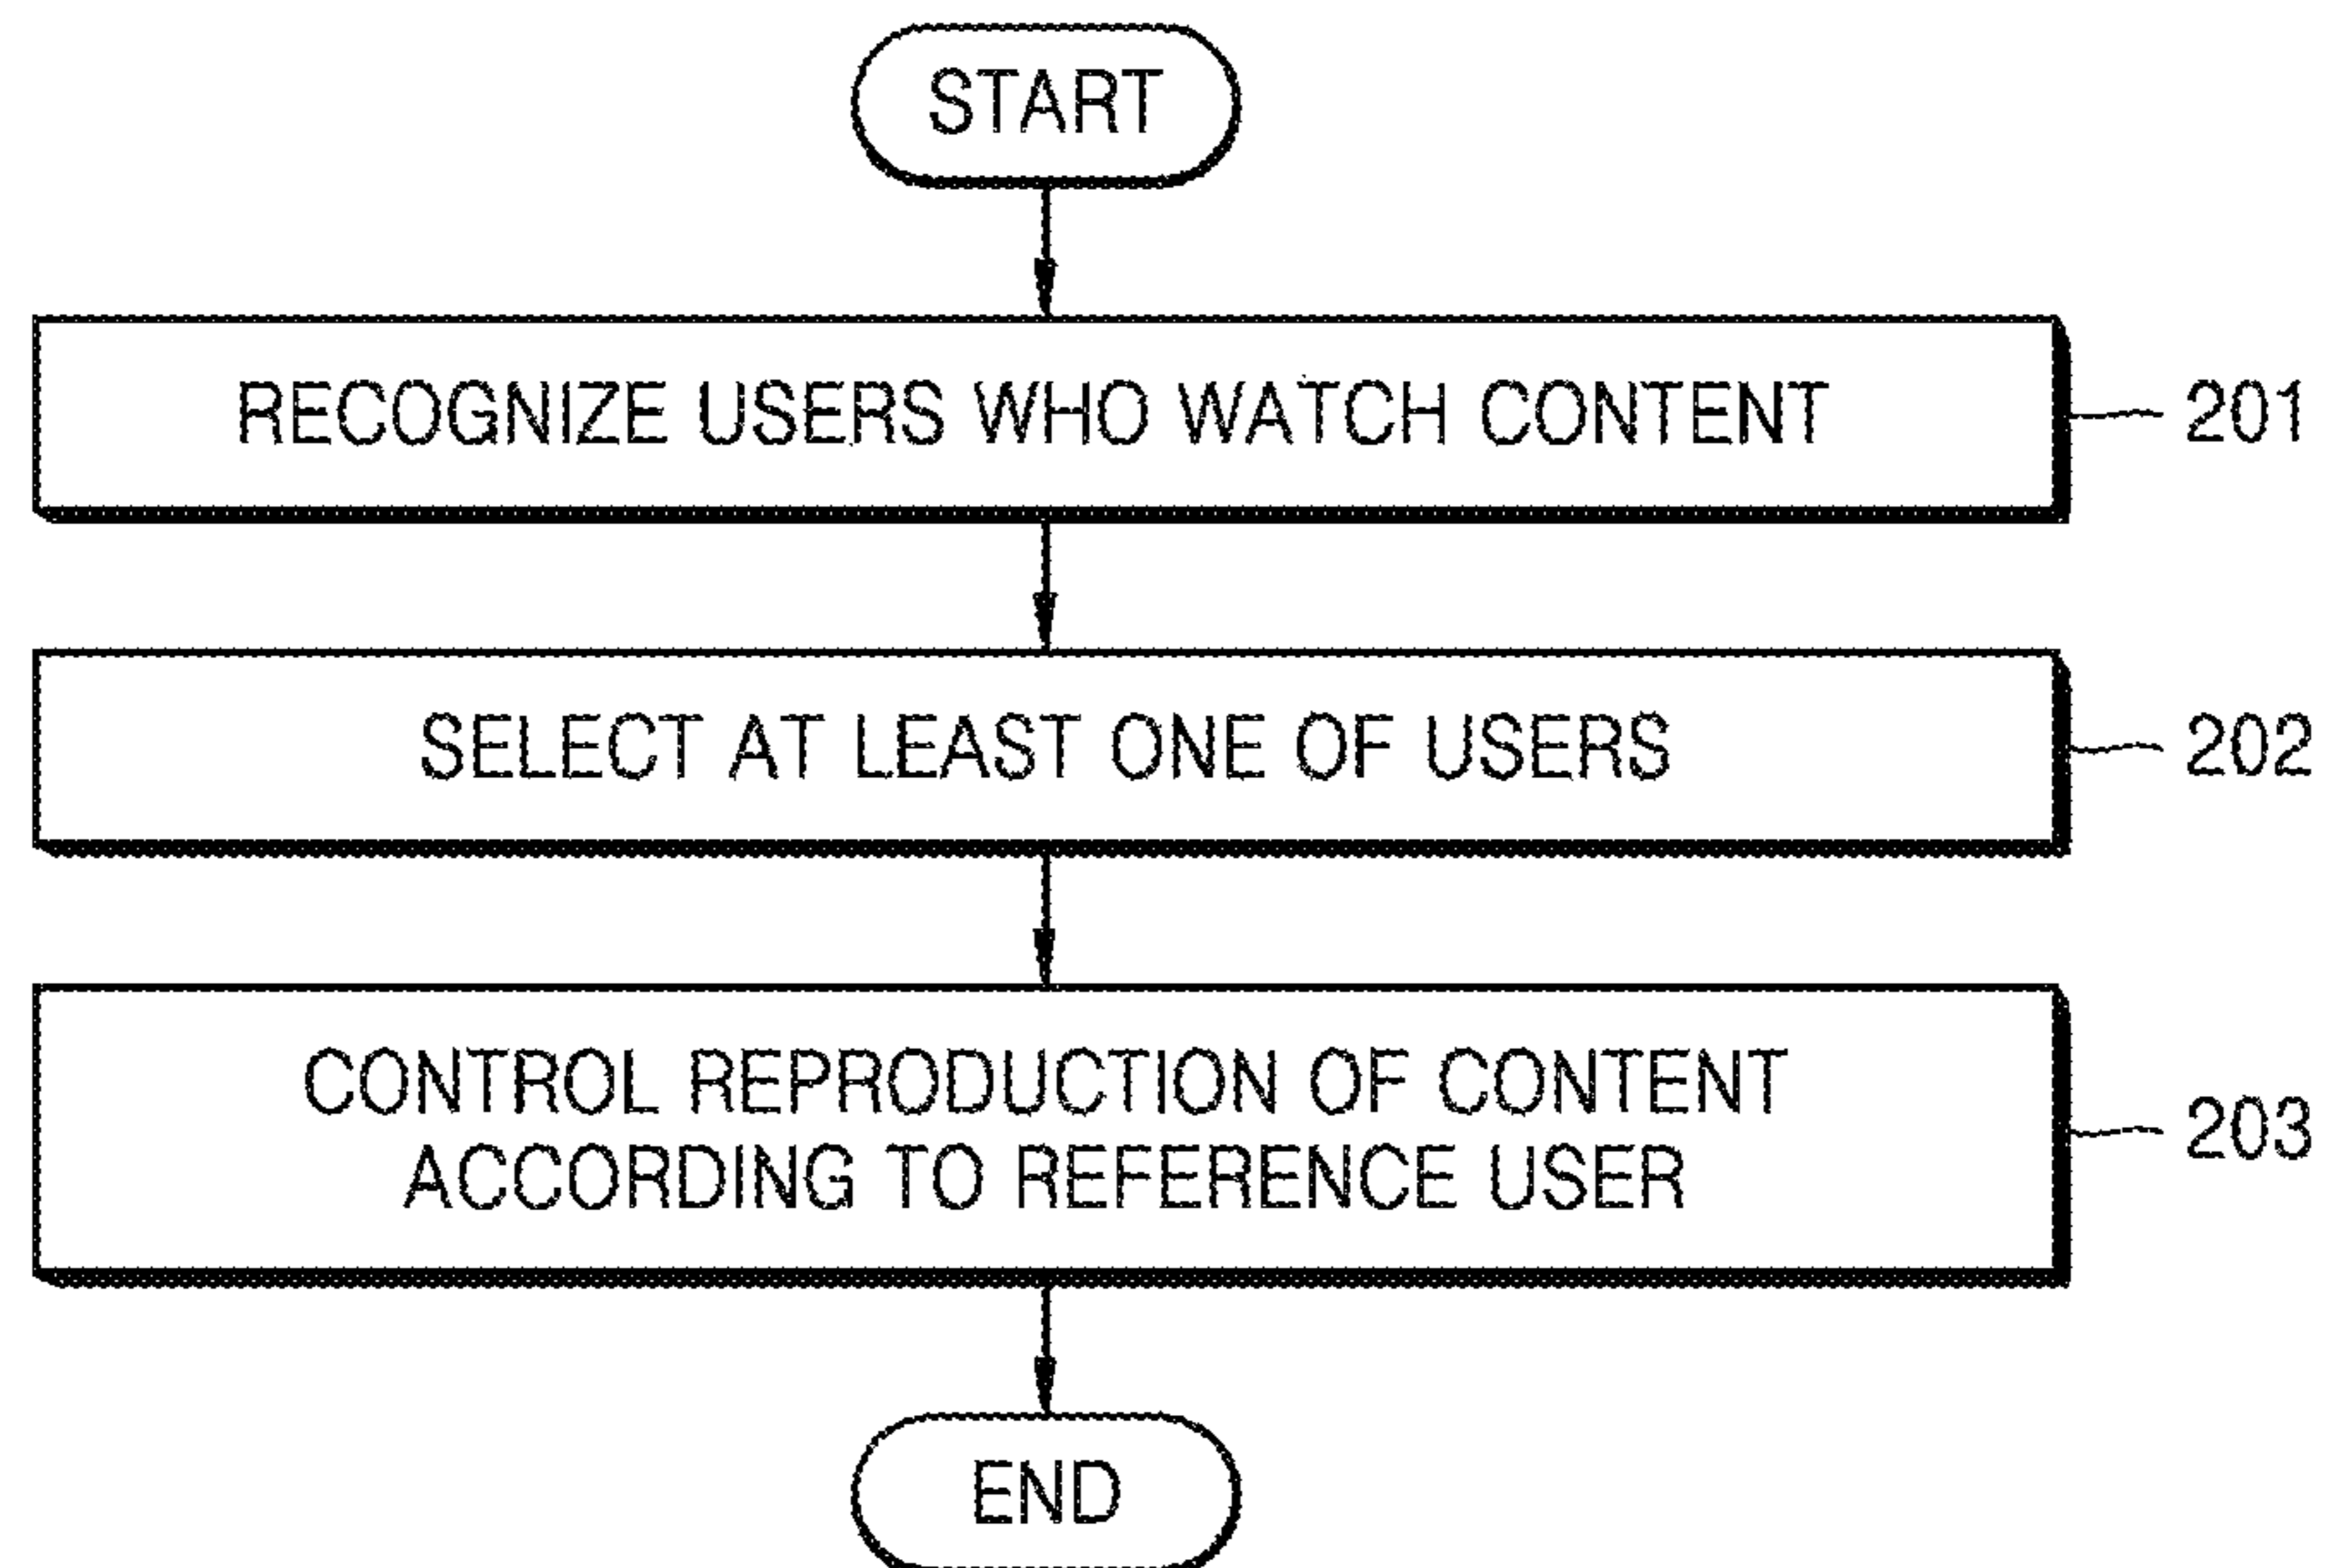 START
RECOGNIZE USERS WHO WATCH CONTENT
201
SELECT AT LEAST ONE OF USERS
202
CONTROL REPRODUCTION OF CONTENT
ACCORDING TO REFERENCE USER
203
END